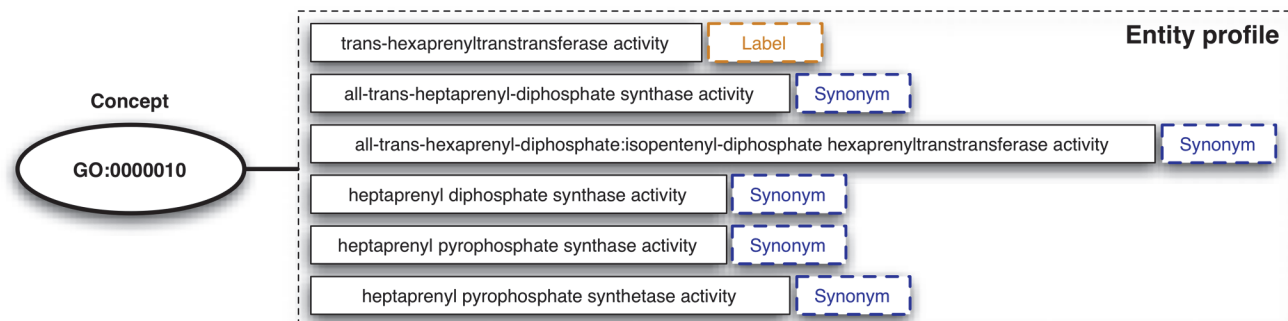 Entity profile
trans-hexaprenyltranstransferase activity Label
all-trans-heptaprenyl-diphosphate synthase activity Synonym
Concept
all-trans-hexaprenyl-diphosphate:isopentenyl-diphosphate hexaprenyltranstransferase activity Synonym
GO:0000010
heptaprenyl diphosphate synthase activity Synonym
heptaprenyl pyrophosphate synthase activity Synonym
heptaprenyl pyrophosphate synthetase activity Synonym